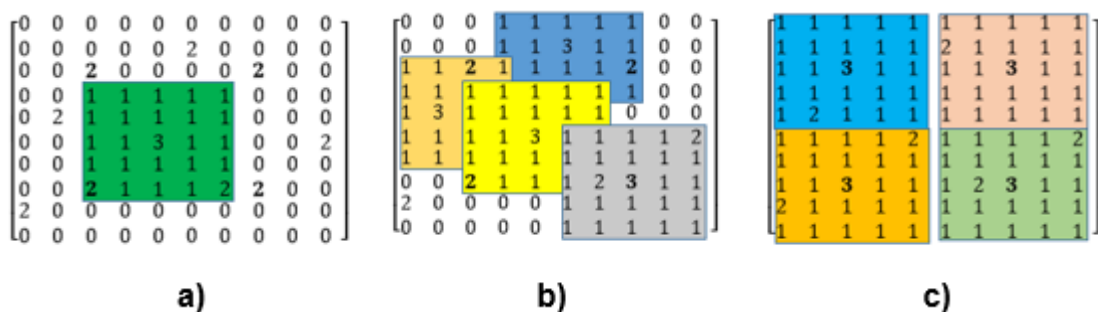 0 0 0 0 0 0 0 0 0 0
0 0 0 0 0 2 0 0 0 0
0 0 2 0 0 0 0 2 0 0
0 0 1 1 1 1 1 0 0 0
0 2 1 1 1 1 1 0 0 0
0 0 1 1 3 1 1 0 0 2
0 0 1 1 1 1 1 0 0 0
0 0 2 1 1 1 2 2 0 0
2 0 0 0 0 0 0 0 0 0
0 0 0 0 0 0 0 0 0 0
a)
0 0 0 1 1 1 1 1 0 0
0 0 0 1 1 3 1 1 0 0
1 1 2 1 1 1 1 2 0 0
1 1 1 1 1 1 1 1 0 0
1 3 1 1 1 1 1 0 0 0
1 1 1 1 3 1 1 1 1 2
1 1 1 1 1 1 1 1 1 1
0 0 2 1 1 1 2 3 1 1
2 0 0 0 0 1 1 1 1 1
0 0 0 0 0 1 1 1 1 1
b)
1 1 1 1 1 1 1 1 1 1
1 1 1 1 1 2 1 1 1 1
1 1 3 1 1 1 1 3 1 1
1 1 1 1 1 1 1 1 1 1
1 2 1 1 1 1 1 1 1 1
1 1 1 1 2 1 1 1 1 2
1 1 1 1 1 1 1 1 1 1
1 1 3 1 1 1 2 3 1 1
2 1 1 1 1 1 1 1 1 1
1 1 1 1 1 1 1 1 1 1
c)